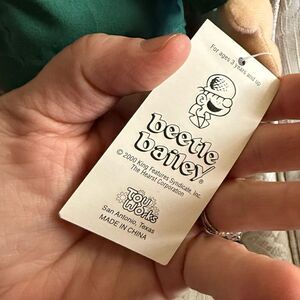 For ages 3 years and up
beetle
bailey®
© 2000 King Features Syndicate, Inc.
The Hearst Corporation
TOY
WORKS
San Antonio, Texas
MADE IN CHINA